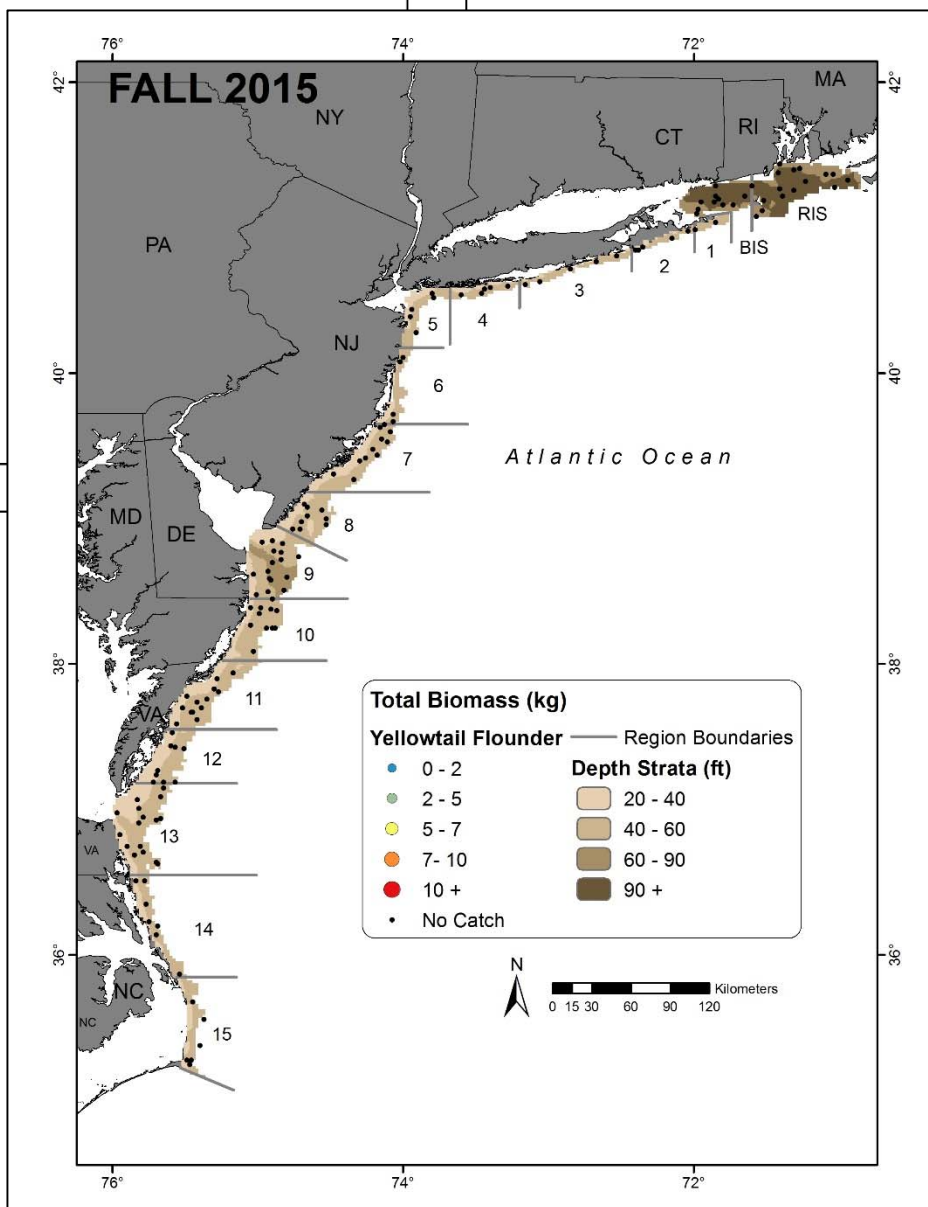 76°
74°
72°
FALL 2015
42°
42°
MA
NY
CT
RI
RIS
BIS
1
2
3
4
5
PA
NJ
40°
40°
6
7
Atlantic Ocean
MD
DE
8
9
10
38°
38°
11
VA
12
13
VA
14
36°
36°
NC
NC
15
Total Biomass (kg)
Yellowtail Flounder
0 - 2
2 - 5
5 - 7
7- 10
10 +
No Catch
Region Boundaries
Depth Strata (ft)
20 - 40
40 - 60
60 - 90
90 +
N
Kilometers
0 15 30 60 90 120
76°
74°
72°